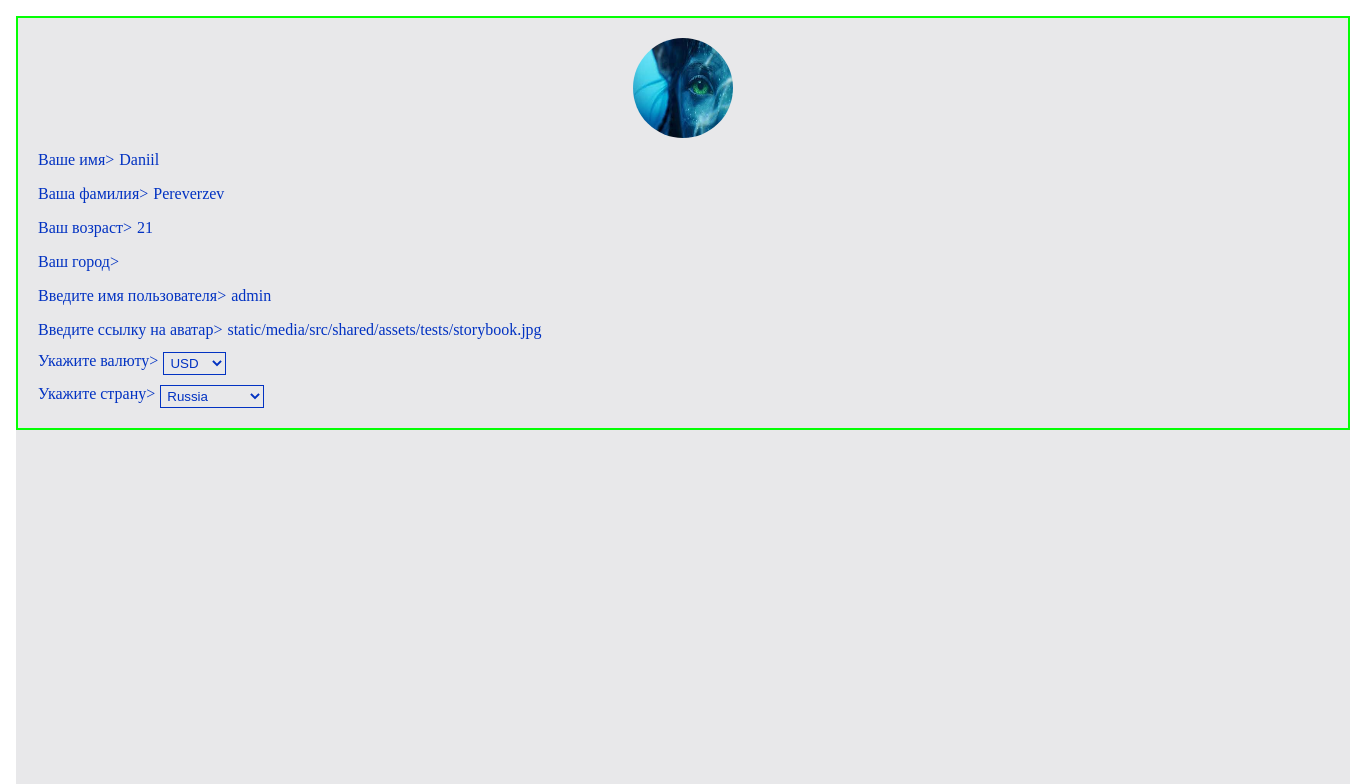 Ваше имя> Daniil
Ваша фамилия> Pereverzev
Ваш возраст> 21
Ваш город>
Введите имя пользователя> admin
Введите ссылку на аватар> static/media/src/shared/assets/tests/storybook.jpg
Укажите валюту> USD
Укажите страну> Russia